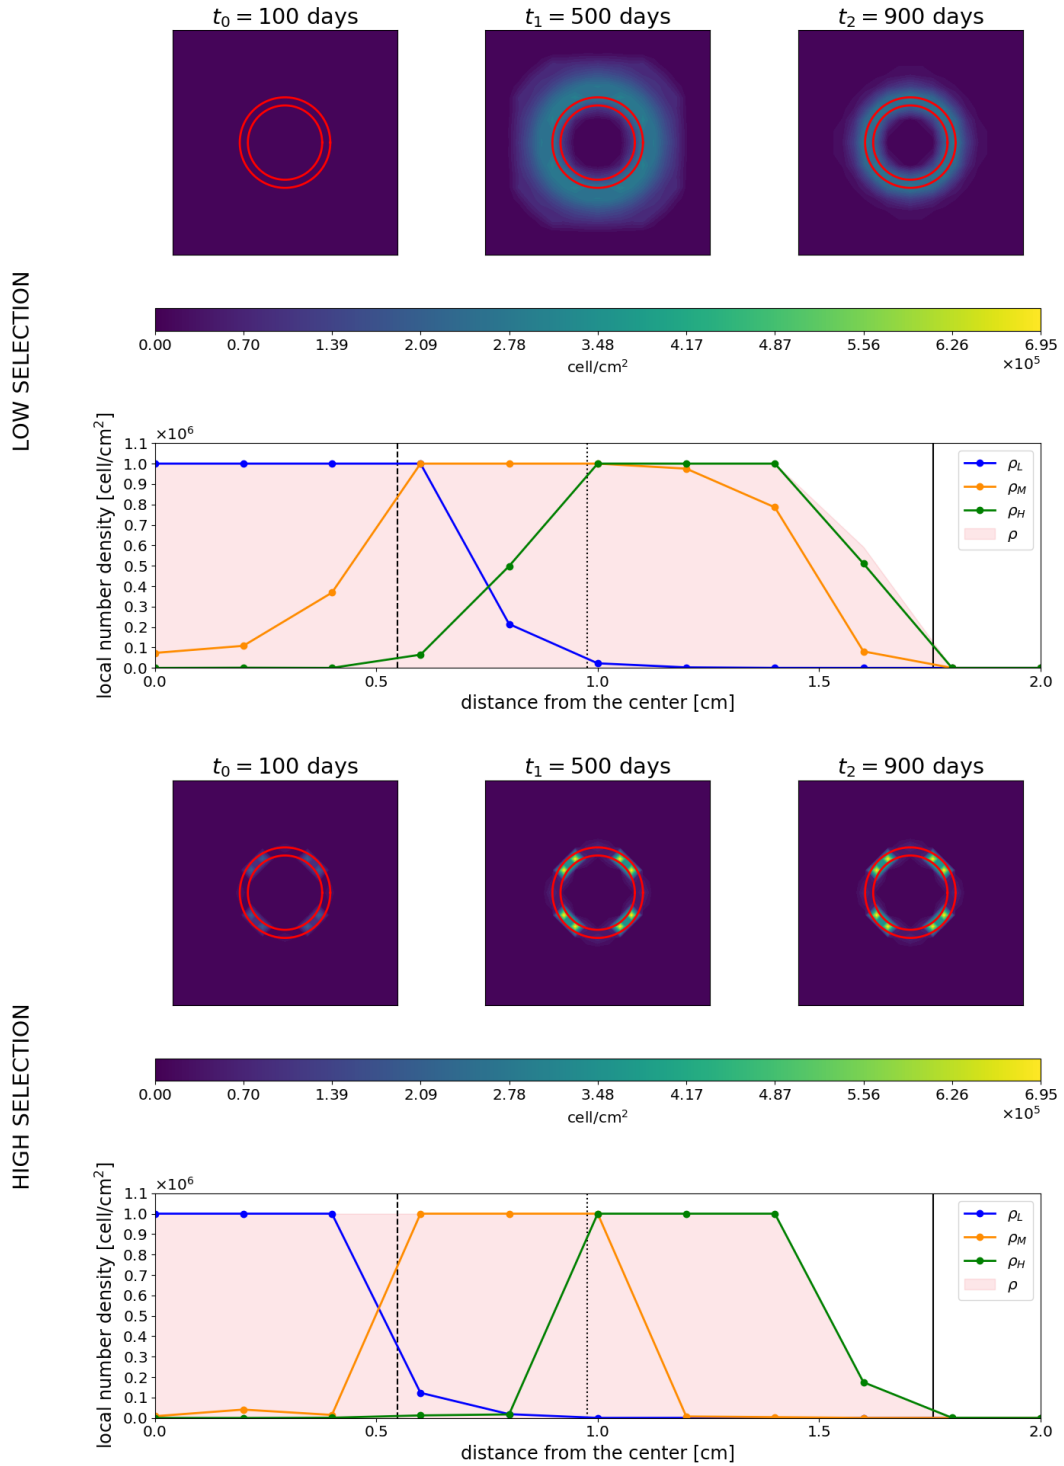 t₀ = 100 days t₁ = 500 days t₂ = 900 days
LOW SELECTION
0.00 0.70 1.39 2.09 2.78 3.48 4.17 4.87 5.56 6.26 6.95
×10⁵
cell/cm²
×10⁶
local number density [cell/cm²]
1.1
1.0
0.9
0.8
0.7
0.6
0.5
0.4
0.3
0.2
0.1
0.0
ρ_L
ρ_M
ρ_H
ρ
0.0 0.5 1.0 1.5 2.0
distance from the center [cm]
t₀ = 100 days t₁ = 500 days t₂ = 900 days
HIGH SELECTION
0.00 0.70 1.39 2.09 2.78 3.48 4.17 4.87 5.56 6.26 6.95
×10⁵
cell/cm²
×10⁶
local number density [cell/cm²]
1.1
1.0
0.9
0.8
0.7
0.6
0.5
0.4
0.3
0.2
0.1
0.0
ρ_L
ρ_M
ρ_H
ρ
0.0 0.5 1.0 1.5 2.0
distance from the center [cm]